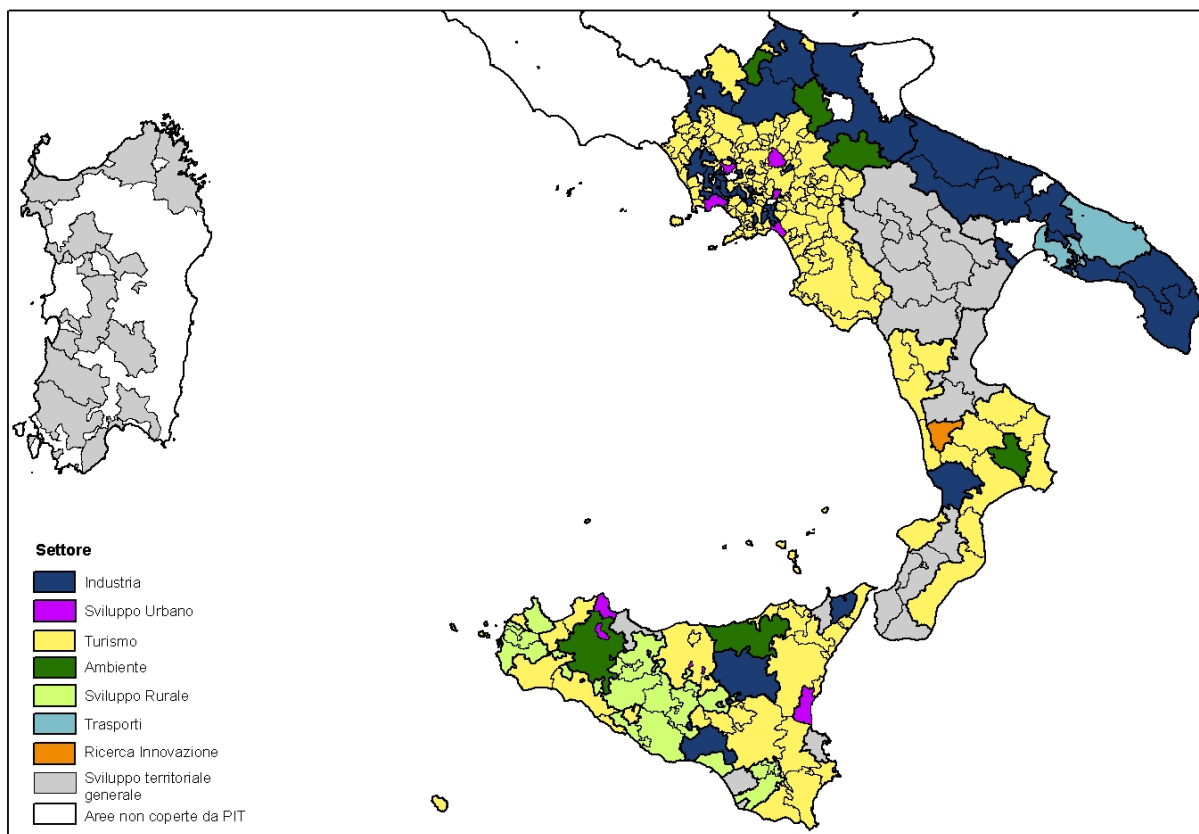 Settore
Industria
Sviluppo Urbano
Turismo
Ambiente
Sviluppo Rurale
Trasporti
Ricerca Innovazione
Sviluppo territoriale
generale
Aree non coperte da PIT